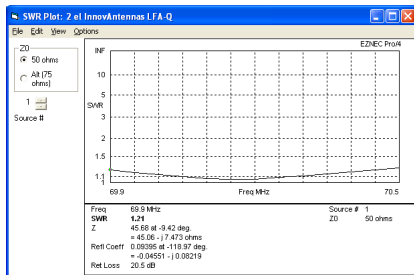 SWR Plot: 2 el InnovAntennas LFA-Q
File Edit View Options
Z0
50 ohms
Alt (75 ohms)
1
Source #
EZNEC Pro/4
INF
10
5
SWR
3
2
1.5
1.1
1
69.9 Freq MHz 70.5
Freq 69.9 MHz Source # 1
SWR 1.21 Z0 50 ohms
Z 45.68 at -9.42 deg.
= 45.06 - j 7.473 ohms
Refl Coeff 0.09395 at -118.97 deg.
= -0.04551 - j 0.08219
Ret Loss 20.5 dB